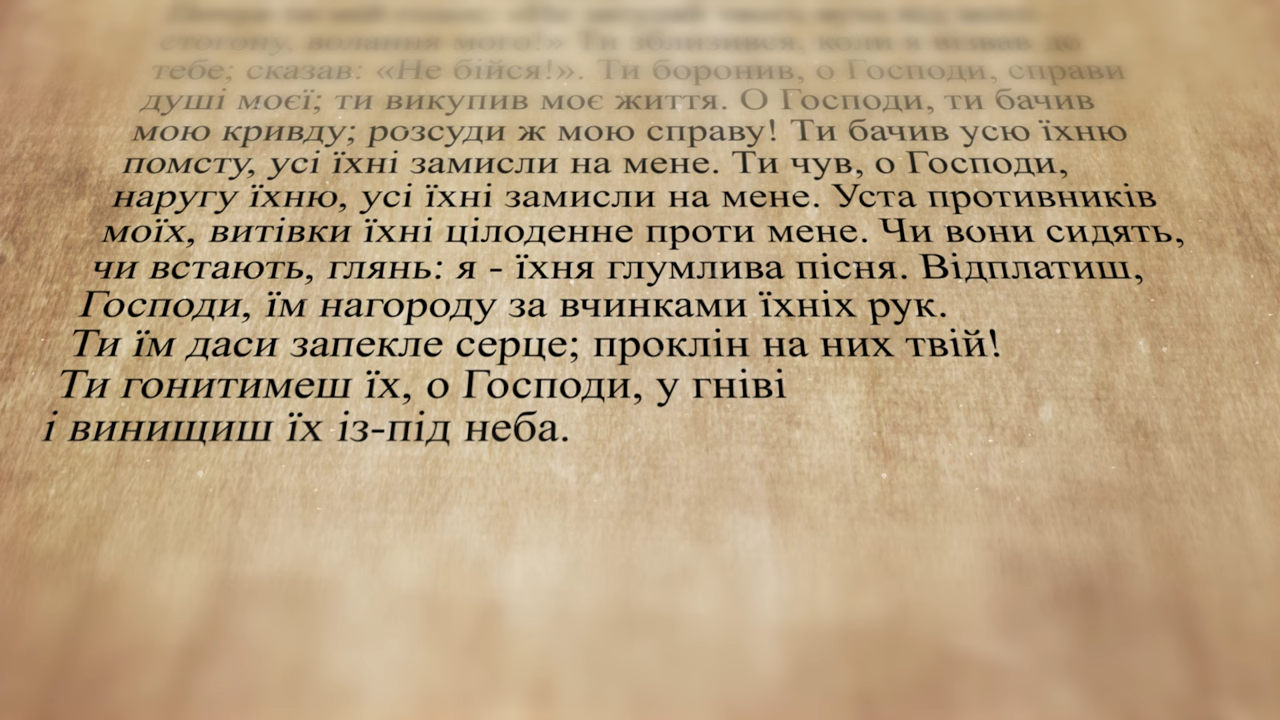 стогону, волання мого!» Ти зблизився, коли я взивав до
тебе; сказав: «Не бійся!». Ти боронив, о Господи, справи
душі моєї; ти викупив моє життя. О Господи, ти бачив
мою кривду; розсуди ж мою справу! Ти бачив усю їхню
помсту, усі їхні замисли на мене. Ти чув, о Господи,
наругу їхню, усі їхні замисли на мене. Уста противників
моїх, витівки їхні цілоденне проти мене. Чи вони сидять,
чи встають, глянь: я - їхня глумлива пісня. Відплатиш,
Господи, їм нагороду за вчинками їхніх рук.
Ти їм даси запекле серце; проклін на них твій!
Ти гонитимеш їх, о Господи, у гніві
і винищиш їх із-під неба.